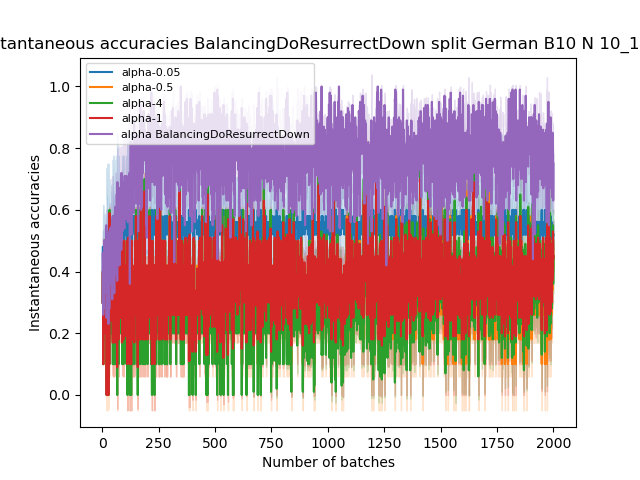 tantaneous accuracies BalancingDoResurrectDown split German B10 N 10_1
alpha-0.05
alpha-0.5
alpha-4
alpha-1
alpha BalancingDoResurrectDown
1.0
0.8
0.6
0.4
0.2
0.0
Instantaneous accuracies
0 250 500 750 1000 1250 1500 1750 2000
Number of batches